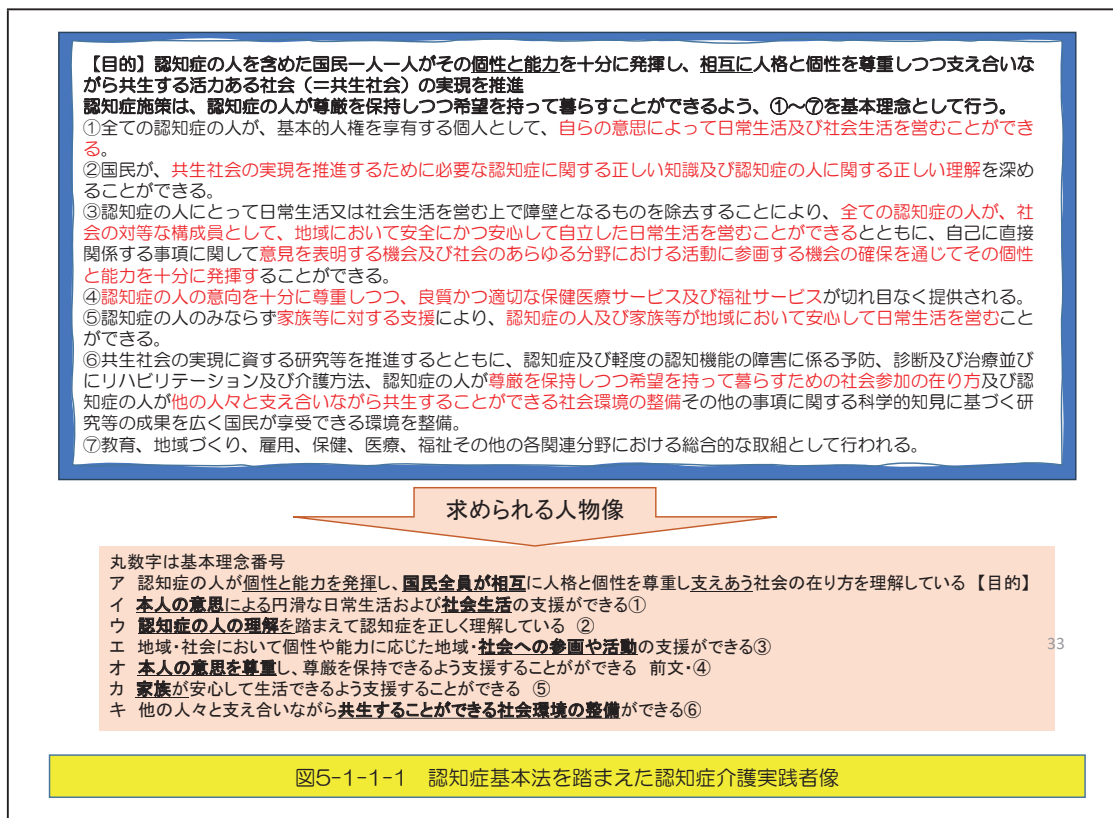 【目的】認知症の人を含めた国民一人一人がその個性と能力を十分に発揮し、相互に人格と個性を尊重しつつ支え合いな
がら共生する活力ある社会（＝共生社会）の実現を推進
認知症施策は、認知症の人が尊厳を保持しつつ希望を持って暮らすことができるよう、①～⑦を基本理念として行う。
①全ての認知症の人が、基本的人権を享有する個人として、自らの意思によって日常生活及び社会生活を営むことができ
る。
②国民が、共生社会の実現を推進するために必要な認知症に関する正しい知識及び認知症の人に関する正しい理解を深め
ることができる。
③認知症の人にとって日常生活又は社会生活を営む上で障壁となるものを除去することにより、全ての認知症の人が、社
会の対等な構成員として、地域において安全にかつ安心して自立した日常生活を営むことができるとともに、自己に直接
関係する事項に関して意見を表明する機会及び社会のあらゆる分野における活動に参画する機会の確保を通じてその個性
と能力を十分に発揮することができる。
④認知症の人の意向を十分に尊重しつつ、良質かつ適切な保健医療サービス及び福祉サービスが切れ目なく提供される。
⑤認知症の人のみならず家族等に対する支援により、認知症の人及び家族等が地域において安心して日常生活を営むこと
ができる。
⑥共生社会の実現に資する研究等を推進するとともに、認知症及び軽度の認知機能の障害に係る予防、診断及び治療並び
にリハビリテーション及び介護方法、認知症の人が尊厳を保持しつつ希望を持って暮らすための社会参加の在り方及び認
知症の人が他の人々と支え合いながら共生することができる社会環境の整備その他の事項に関する科学的知見に基づく研
究等の成果を広く国民が享受できる環境を整備。
⑦教育、地域づくり、雇用、保健、医療、福祉その他の各関連分野における総合的な取組として行われる。
求められる人物像
丸数字は基本理念番号
ア 認知症の人が個性と能力を発揮し、国民全員が相互に人格と個性を尊重し支えあう社会の在り方を理解している【目的】
イ 本人の意思による円滑な日常生活および社会生活の支援ができる①
ウ 認知症の人の理解を踏まえて認知症を正しく理解している ②
エ 地域・社会において個性や能力に応じた地域・社会への参画や活動の支援ができる③
オ 本人の意思を尊重し、尊厳を保持できるよう支援することがができる 前文・④
カ 家族が安心して生活できるよう支援することができる ⑤
キ 他の人々と支え合いながら共生することができる社会環境の整備ができる⑥
33
図5-1-1-1 認知症基本法を踏まえた認知症介護実践者像